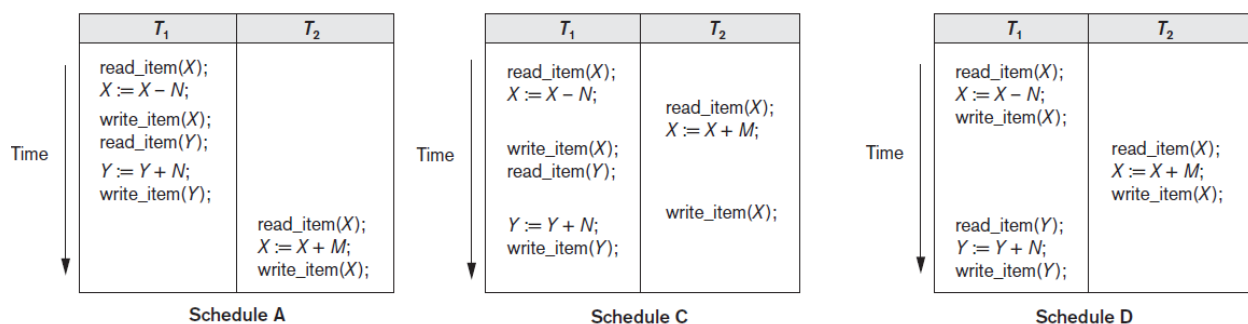 T₁ T₂
read_item(X);
X := X – N;
write_item(X);
read_item(Y);
Time
Y := Y + N;
write_item(Y);
read_item(X);
X := X + M;
write_item(X);
Schedule A
T₁ T₂
read_item(X);
X := X – N;
read_item(X);
X := X + M;
Time
write_item(X);
read_item(Y);
write_item(X);
Y := Y + N;
write_item(Y);
Schedule C
T₁ T₂
read_item(X);
X := X – N;
write_item(X);
Time
read_item(X);
X := X + M;
write_item(X);
read_item(Y);
Y := Y + N;
write_item(Y);
Schedule D